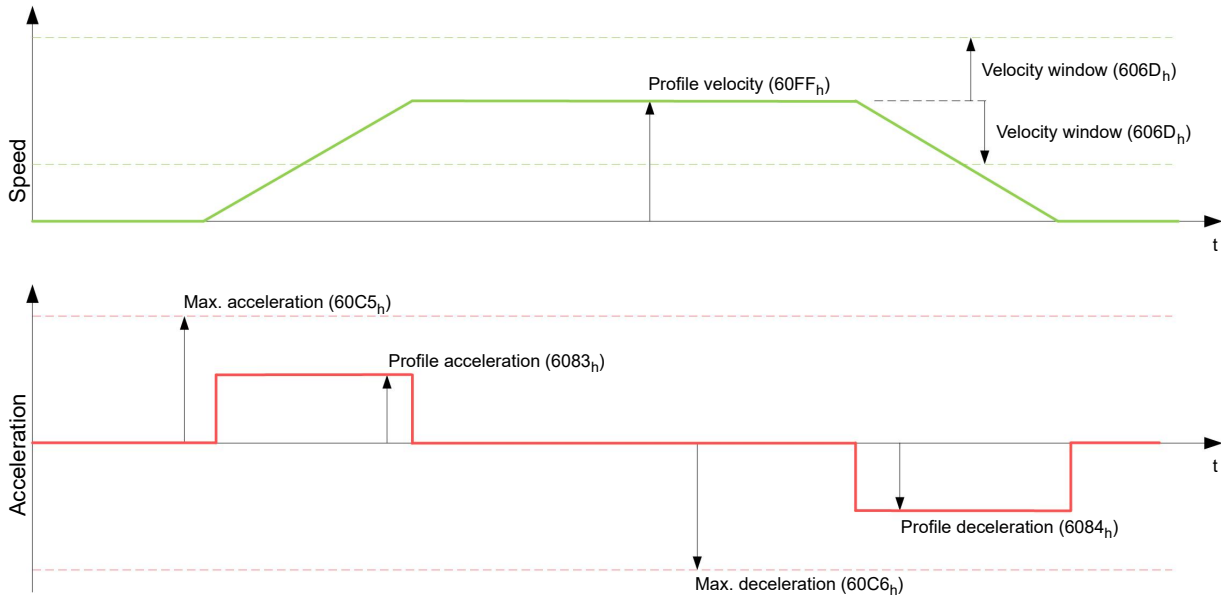 Velocity window (606Dh)
Profile velocity (60FFh)
Velocity window (606Dh)
Speed
t
Max. acceleration (60C5h)
Profile acceleration (6083h)
Acceleration
t
Profile deceleration (6084h)
Max. deceleration (60C6h)